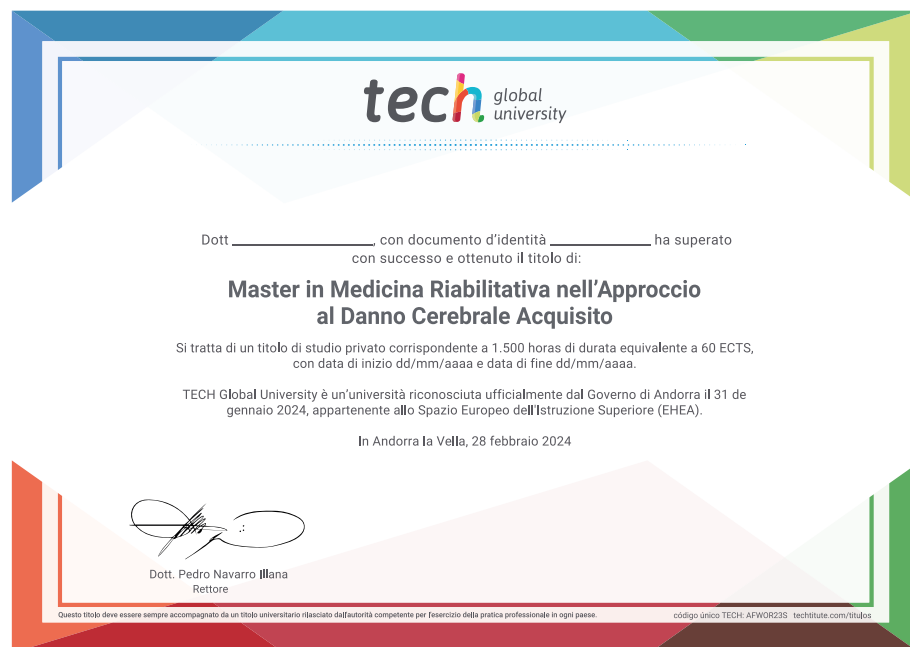 tech global university
Dott ________________, con documento d'identità ____________ ha superato
con successo e ottenuto il titolo di:
Master in Medicina Riabilitativa nell'Approccio
al Danno Cerebrale Acquisito
Si tratta di un titolo di studio privato corrispondente a 1.500 horas di durata equivalente a 60 ECTS,
con data di inizio dd/mm/aaaa e data di fine dd/mm/aaaa.
TECH Global University è un'università riconosciuta ufficialmente dal Governo di Andorra il 31 de
gennaio 2024, appartenente allo Spazio Europeo dell'Istruzione Superiore (EHEA).
In Andorra la Vella, 28 febbraio 2024
Dott. Pedro Navarro Illana
Rettore
Questo titolo deve essere sempre accompagnato da un titolo universitario rilasciato dall'autorità competente per l'esercizio della pratica professionale in ogni paese.
código único TECH: AFWOR23S techtitute.com/titulos